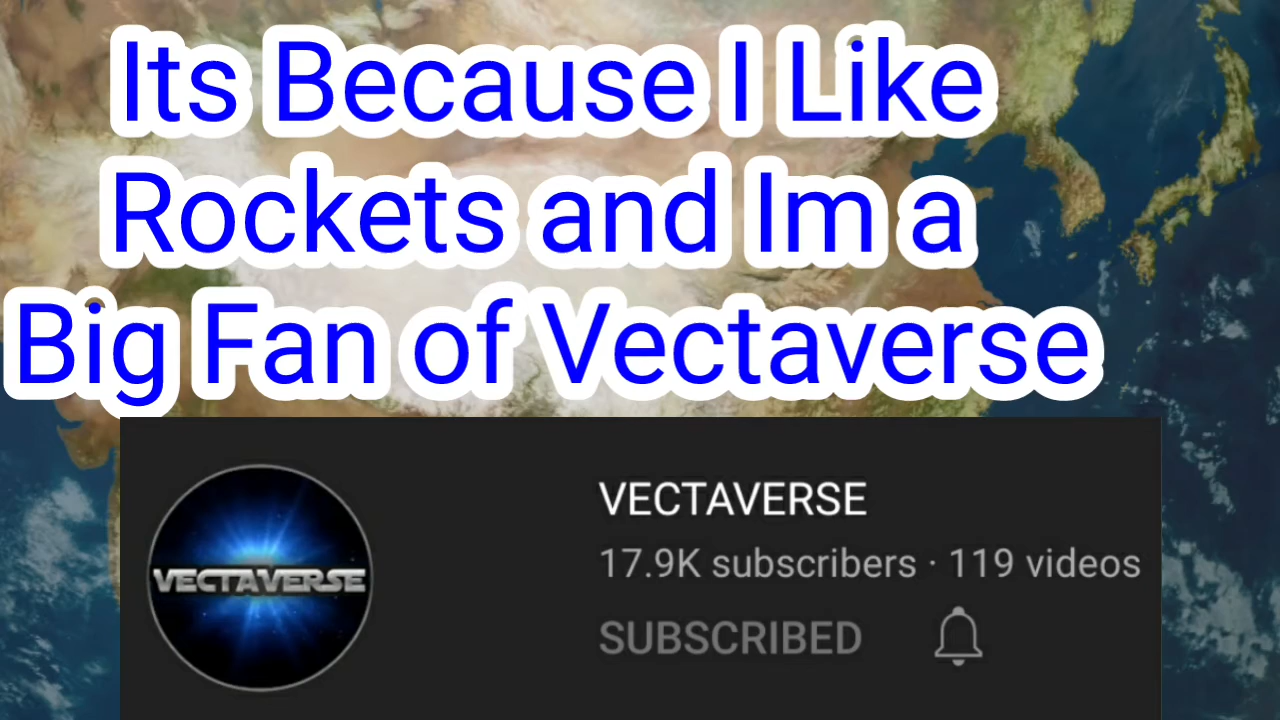 Its Because I Like
Rockets and Im a
Big Fan of Vectaverse
VECTAVERSE
VECTAVERSE
17.9K subscribers · 119 videos
SUBSCRIBED